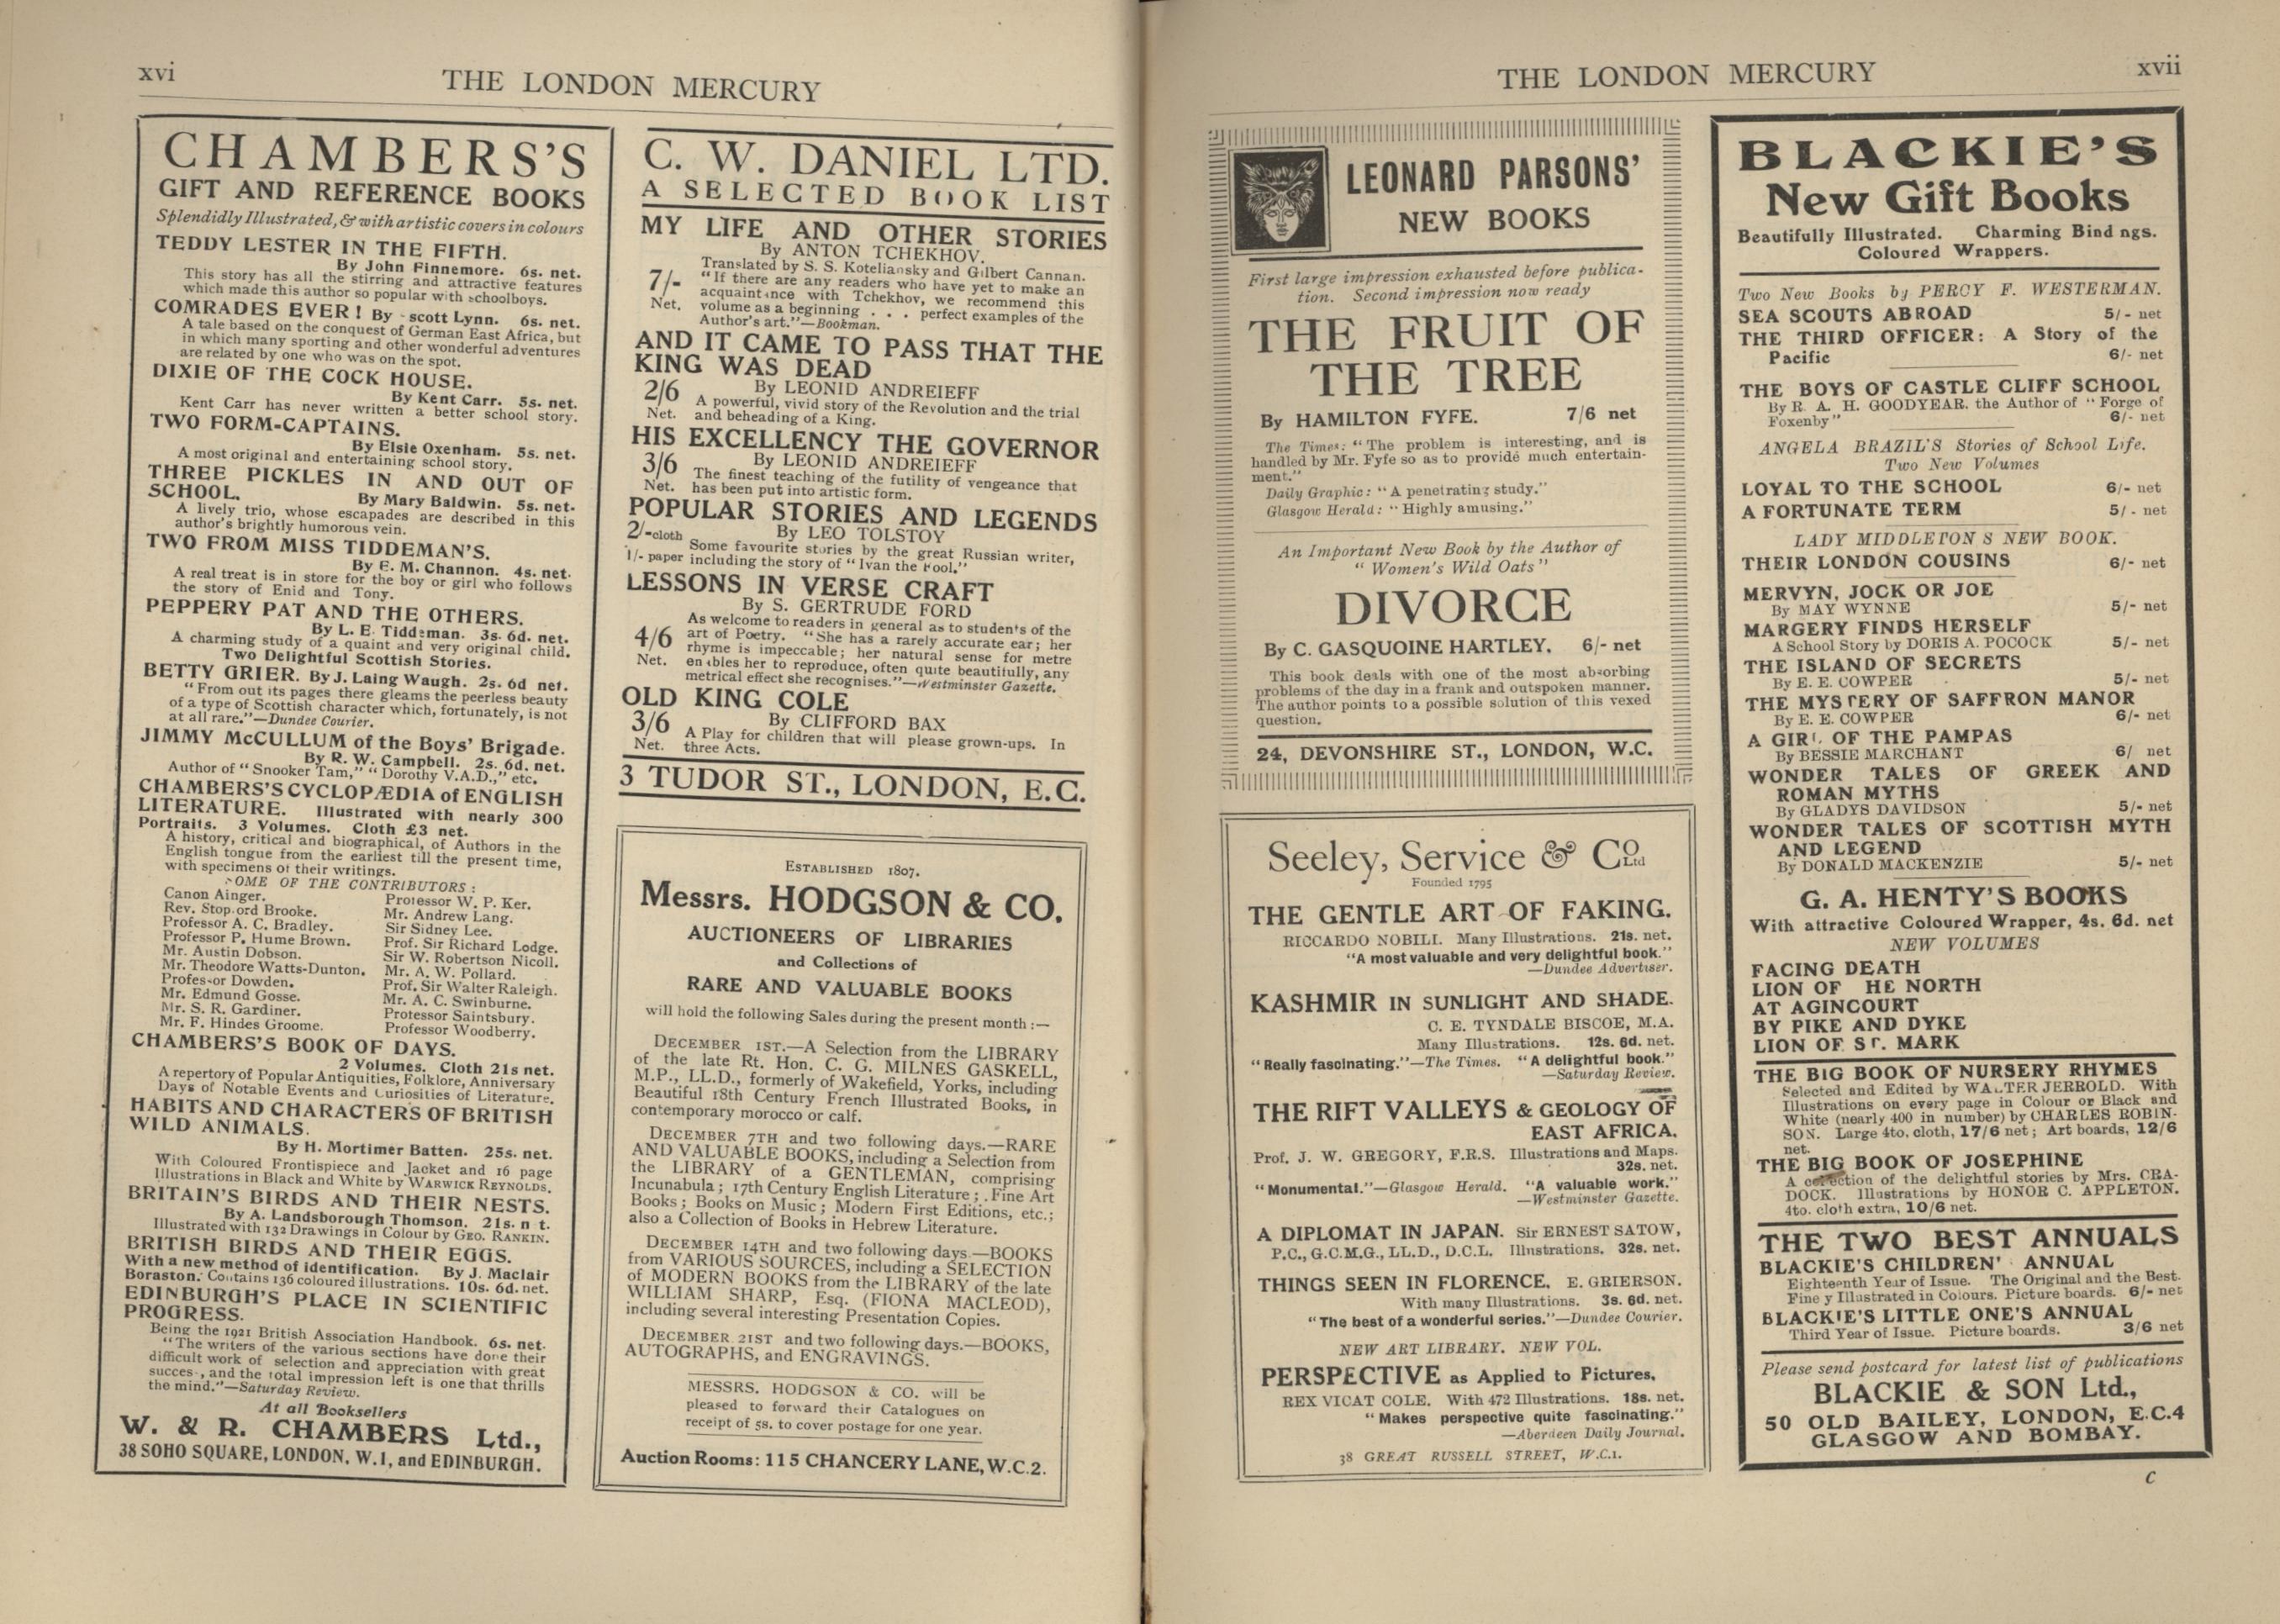 xvi
THE LONDON MERCURY
CHAMBERS'S
GIFT AND REFERENCE BOOKS
Splendidly Illustrated, & with artistic covers in colours
TEDDY LESTER IN THE FIFTH.
By John Finnemore. 6s. net.
This story has all the stirring and attractive features
which made this author so popular with schoolboys.
COMRADES EVER! By scott Lynn. 6s. net.
A tale based on the conquest of German East Africa, but
in which many sporting and other wonderful adventures
are related by one who was on the spot.
DIXIE OF THE COCK HOUSE.
By Kent Carr. 5s. net.
Kent Carr has never written a better school story.
TWO FORM-CAPTAINS.
By Elsie Oxenham. 5s. net.
A most original and entertaining school story.
THREE PICKLES IN AND OUT OF
SCHOOL. By Mary Baldwin. 5s. net.
A lively trio, whose escapades are described in this
author's brightly humorous vein.
TWO FROM MISS TIDDEMAN'S.
By E. M. Channon. 4s. net.
A real treat is in store for the boy or girl who follows
the story of Enid and Tony.
PEPPERY PAT AND THE OTHERS.
By L. E. Tiddeman. 3s. 6d. net.
A charming study of a quaint and very original child.
Two Delightful Scottish Stories.
BETTY GRIER. By J. Laing Waugh. 2s. 6d net.
"From out its pages there gleams the peerless beauty
of a type of Scottish character which, fortunately, is not
at all rare."—Dundee Courier.
JIMMY McCULLUM of the Boys' Brigade.
By R. W. Campbell. 2s. 6d. net.
Author of "Snooker Tam," "Dorothy V.A.D.," etc.
CHAMBERS'S CYCLOPÆDIA of ENGLISH
LITERATURE. Illustrated with nearly 300
Portraits. 3 Volumes. Cloth £3 net.
A history, critical and biographical, of Authors in the
English tongue from the earliest till the present time,
with specimens of their writings.
SOME OF THE CONTRIBUTORS:
Canon Ainger. Professor W. P. Ker.
Rev. Stopford Brooke. Mr. Andrew Lang.
Professor A. C. Bradley. Sir Sidney Lee.
Professor P. Hume Brown. Prof. Sir Richard Lodge.
Mr. Austin Dobson. Sir W. Robertson Nicoll.
Mr. Theodore Watts-Dunton. Mr. A. W. Pollard.
Professor Dowden. Prof. Sir Walter Raleigh.
Mr. Edmund Gosse. Mr. A. C. Swinburne.
Mr. S. R. Gardiner. Professor Saintsbury.
Mr. F. Hindes Groome. Professor Woodberry.
CHAMBERS'S BOOK OF DAYS.
2 Volumes. Cloth 21s net.
A repertory of Popular Antiquities, Folklore, Anniversary
Days of Notable Events and Curiosities of Literature.
HABITS AND CHARACTERS OF BRITISH
WILD ANIMALS.
By H. Mortimer Batten. 25s. net.
With Coloured Frontispiece and Jacket and 16 page
Illustrations in Black and White by WARWICK REYNOLDS.
BRITAIN'S BIRDS AND THEIR NESTS.
By A. Landsborough Thomson. 21s. n t.
Illustrated with 132 Drawings in Colour by GEO. RANKIN.
BRITISH BIRDS AND THEIR EGGS.
With a new method of identification. By J. Maclair
Boraston. Contains 136 coloured illustrations. 10s. 6d. net.
EDINBURGH'S PLACE IN SCIENTIFIC
PROGRESS.
Being the 1921 British Association Handbook. 6s. net.
"The writers of the various sections have done their
difficult work of selection and appreciation with great
success, and the total impression left is one that thrills
the mind."—Saturday Review.
At all Booksellers
W. & R. CHAMBERS Ltd.,
38 SOHO SQUARE, LONDON, W.1, and EDINBURGH.
C. W. DANIEL LTD.
A SELECTED BOOK LIST
MY LIFE AND OTHER STORIES
By ANTON TCHEKHOV.
Translated by S. S. Koteliansky and Gilbert Cannan.
7/- Net. "If there are any readers who have yet to make an
acquaintance with Tchekhov, we recommend this
volume as a beginning . . . perfect examples of the
Author's art."—Bookman.
AND IT CAME TO PASS THAT THE
KING WAS DEAD
2/6 By LEONID ANDREIEFF
A powerful, vivid story of the Revolution and the trial
Net. and beheading of a King.
HIS EXCELLENCY THE GOVERNOR
3/6 By LEONID ANDREIEFF
The finest teaching of the futility of vengeance that
Net. has been put into artistic form.
POPULAR STORIES AND LEGENDS
2/-cloth By LEO TOLSTOY
Some favourite stories by the great Russian writer,
1/- paper including the story of "Ivan the Fool."
LESSONS IN VERSE CRAFT
By S. GERTRUDE FORD
As welcome to readers in general as to students of the
4/6 art of Poetry. "She has a rarely accurate ear; her
rhyme is impeccable; her natural sense for metre
Net. enables her to reproduce, often quite beautifully, any
metrical effect she recognises."—Westminster Gazette.
OLD KING COLE
3/6 By CLIFFORD BAX
A Play for children that will please grown-ups. In
Net. three Acts.
3 TUDOR ST., LONDON, E.C.
ESTABLISHED 1807.
Messrs. HODGSON & CO.
AUCTIONEERS OF LIBRARIES
and Collections of
RARE AND VALUABLE BOOKS
will hold the following Sales during the present month:—
DECEMBER 1ST.—A Selection from the LIBRARY
of the late Rt. Hon. C. G. MILNES GASKELL,
M.P., LL.D., formerly of Wakefield, Yorks, including
Beautiful 18th Century French Illustrated Books, in
contemporary morocco or calf.
DECEMBER 7TH and two following days.—RARE
AND VALUABLE BOOKS, including a Selection from
the LIBRARY of a GENTLEMAN, comprising
Incunabula; 17th Century English Literature; Fine Art
Books; Books on Music; Modern First Editions, etc.;
also a Collection of Books in Hebrew Literature.
DECEMBER 14TH and two following days.—BOOKS
from VARIOUS SOURCES, including a SELECTION
of MODERN BOOKS from the LIBRARY of the late
WILLIAM SHARP, Esq. (FIONA MACLEOD),
including several interesting Presentation Copies.
DECEMBER 21ST and two following days.—BOOKS,
AUTOGRAPHS, and ENGRAVINGS.
MESSRS. HODGSON & CO. will be
pleased to forward their Catalogues on
receipt of 5s. to cover postage for one year.
Auction Rooms: 115 CHANCERY LANE, W.C.2.
THE LONDON MERCURY
xvii
LEONARD PARSONS'
NEW BOOKS
First large impression exhausted before publica-
tion. Second impression now ready
THE FRUIT OF
THE TREE
By HAMILTON FYFE. 7/6 net
The Times: "The problem is interesting, and is
handled by Mr. Fyfe so as to provide much entertain-
ment."
Daily Graphic: "A penetrating study."
Glasgow Herald: "Highly amusing."
An Important New Book by the Author of
"Women's Wild Oats"
DIVORCE
By C. GASQUOINE HARTLEY. 6/- net
This book deals with one of the most absorbing
problems of the day in a frank and outspoken manner.
The author points to a possible solution of this vexed
question.
24, DEVONSHIRE ST., LONDON, W.C.
Seeley, Service & Co. Ltd
Founded 1795
THE GENTLE ART OF FAKING.
RICCARDO NOBILI. Many Illustrations. 21s. net.
"A most valuable and very delightful book."
—Dundee Advertiser.
KASHMIR IN SUNLIGHT AND SHADE.
C. E. TYNDALE BISCOE, M.A.
Many Illustrations. 12s. 6d. net.
"Really fascinating."—The Times. "A delightful book."
—Saturday Review.
THE RIFT VALLEYS & GEOLOGY OF
EAST AFRICA.
Prof. J. W. GREGORY, F.R.S. Illustrations and Maps.
32s. net.
"Monumental."—Glasgow Herald. "A valuable work."
—Westminster Gazette.
A DIPLOMAT IN JAPAN. Sir ERNEST SATOW,
P.C., G.C.M.G., LL.D., D.C.L. Illustrations. 32s. net.
THINGS SEEN IN FLORENCE. E. GRIERSON.
With many Illustrations. 3s. 6d. net.
"The best of a wonderful series."—Dundee Courier.
NEW ART LIBRARY. NEW VOL.
PERSPECTIVE as Applied to Pictures.
REX VICAT COLE. With 472 Illustrations. 18s. net.
"Makes perspective quite fascinating."
—Aberdeen Daily Journal.
38 GREAT RUSSELL STREET, W.C.1.
BLACKIE'S
New Gift Books
Beautifully Illustrated. Charming Bind ngs.
Coloured Wrappers.
Two New Books by PERCY F. WESTERMAN.
SEA SCOUTS ABROAD 5/- net
THE THIRD OFFICER: A Story of the
Pacific 6/- net
THE BOYS OF CASTLE CLIFF SCHOOL
By R. A. H. GOODYEAR, the Author of "Forge of
Foxenby" 6/- net
ANGELA BRAZIL'S Stories of School Life.
Two New Volumes
LOYAL TO THE SCHOOL 6/- net
A FORTUNATE TERM 5/- net
LADY MIDDLETON S NEW BOOK.
THEIR LONDON COUSINS 6/- net
MERVYN, JOCK OR JOE
By MAY WYNNE 5/- net
MARGERY FINDS HERSELF
A School Story by DORIS A. POCOCK 5/- net
THE ISLAND OF SECRETS
By E. E. COWPER 5/- net
THE MYSTERY OF SAFFRON MANOR
By E. E. COWPER 6/- net
A GIRL OF THE PAMPAS
By BESSIE MARCHANT 6/ net
WONDER TALES OF GREEK AND
ROMAN MYTHS
By GLADYS DAVIDSON 5/- net
WONDER TALES OF SCOTTISH MYTH
AND LEGEND
By DONALD MACKENZIE 5/- net
G. A. HENTY'S BOOKS
With attractive Coloured Wrapper, 4s. 6d. net
NEW VOLUMES
FACING DEATH
LION OF HE NORTH
AT AGINCOURT
BY PIKE AND DYKE
LION OF ST. MARK
THE BIG BOOK OF NURSERY RHYMES
Selected and Edited by WALTER JERROLD. With
Illustrations on every page in Colour or Black and
White (nearly 400 in number) by CHARLES ROBIN-
SON. Large 4to, cloth, 17/6 net; Art boards, 12/6
net.
THE BIG BOOK OF JOSEPHINE
A collection of the delightful stories by Mrs. CRA-
DOCK. Illustrations by HONOR C. APPLETON.
4to. cloth extra, 10/6 net.
THE TWO BEST ANNUALS
BLACKIE'S CHILDREN' ANNUAL
Eighteenth Year of Issue. The Original and the Best.
Fine y Illustrated in Colours. Picture boards. 6/- net
BLACKIE'S LITTLE ONE'S ANNUAL
Third Year of Issue. Picture boards. 3/6 net
Please send postcard for latest list of publications
BLACKIE & SON Ltd.,
50 OLD BAILEY, LONDON, E.C.4
GLASGOW AND BOMBAY.
C